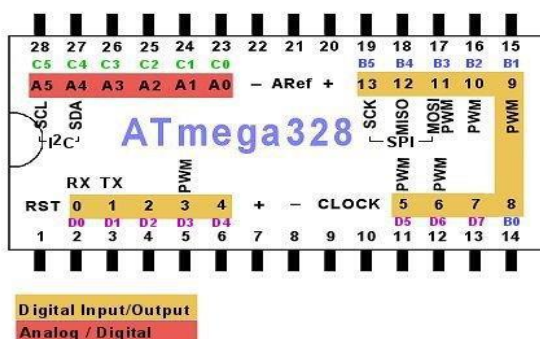 28 27 26 25 24 23 22 21 20 19 18 17 16 15
C5 C4 C3 C2 C1 C0 B5 B4 B3 B2 B1
A5 A4 A3 A2 A1 A0 - ARef + 13 12 11 10 9
SCL SDA SCK MISO MOSI PWM PWM PWM
I2C SPI
ATmega328
RX TX PWM PWM PWM
RST 0 1 2 3 4 + - CLOCK 5 6 7 8
D0 D1 D2 D3 D4 D5 D6 D7 B0
1 2 3 4 5 6 7 8 9 10 11 12 13 14
Digital Input/Output
Analog / Digital